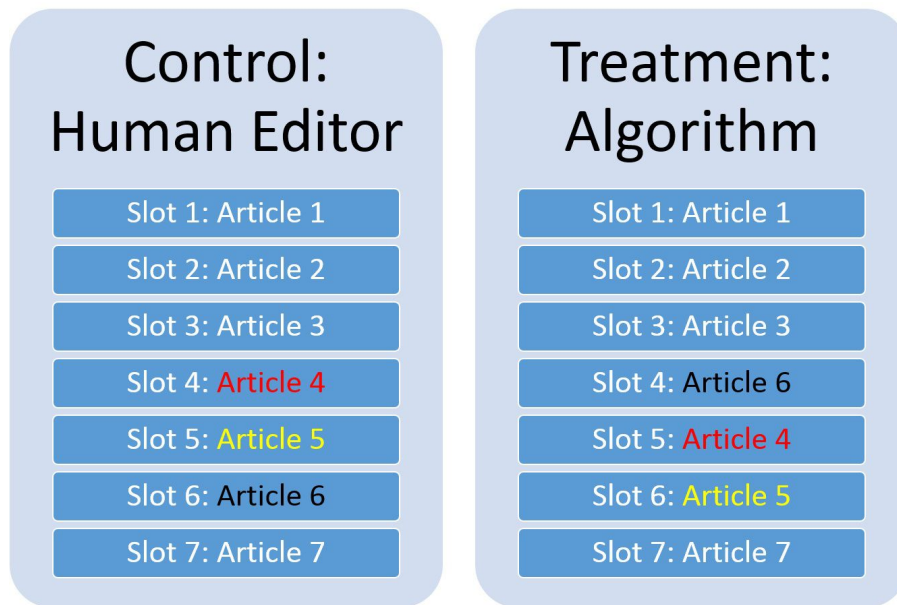 Control:
Human Editor
Slot 1: Article 1
Slot 2: Article 2
Slot 3: Article 3
Slot 4: Article 4
Slot 5: Article 5
Slot 6: Article 6
Slot 7: Article 7
Treatment:
Algorithm
Slot 1: Article 1
Slot 2: Article 2
Slot 3: Article 3
Slot 4: Article 6
Slot 5: Article 4
Slot 6: Article 5
Slot 7: Article 7